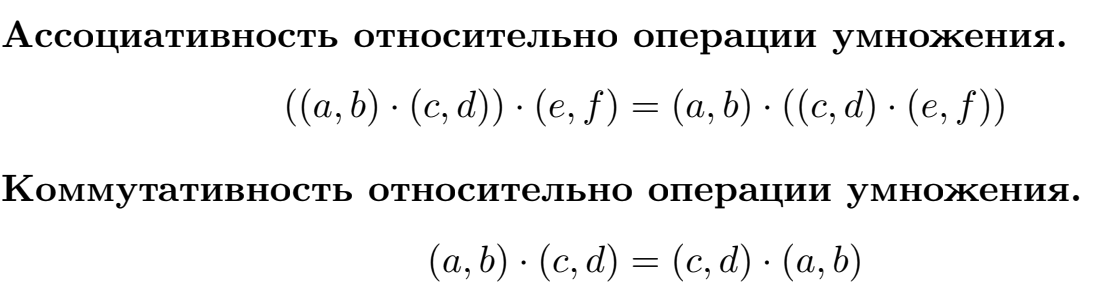 Ассоциативность относительно операции умножения.
((a, b) · (c, d)) · (e, f) = (a, b) · ((c, d) · (e, f))
Коммутативность относительно операции умножения.
(a, b) · (c, d) = (c, d) · (a, b)